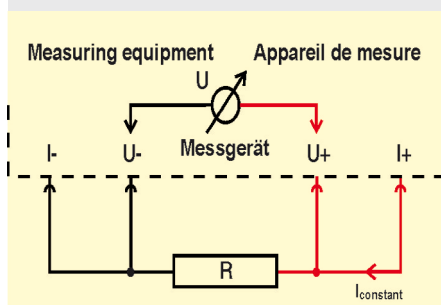 Measuring equipment Appareil de mesure
U
I- U- Messgerät U+ I+
R
Iconstant